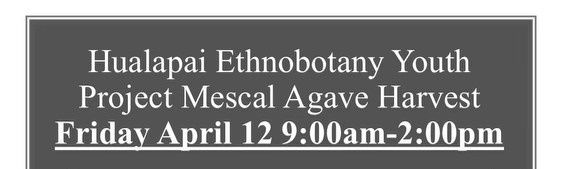 Hualapai Ethnobotany Youth
Project Mescal Agave Harvest
Friday April 12 9:00am-2:00pm